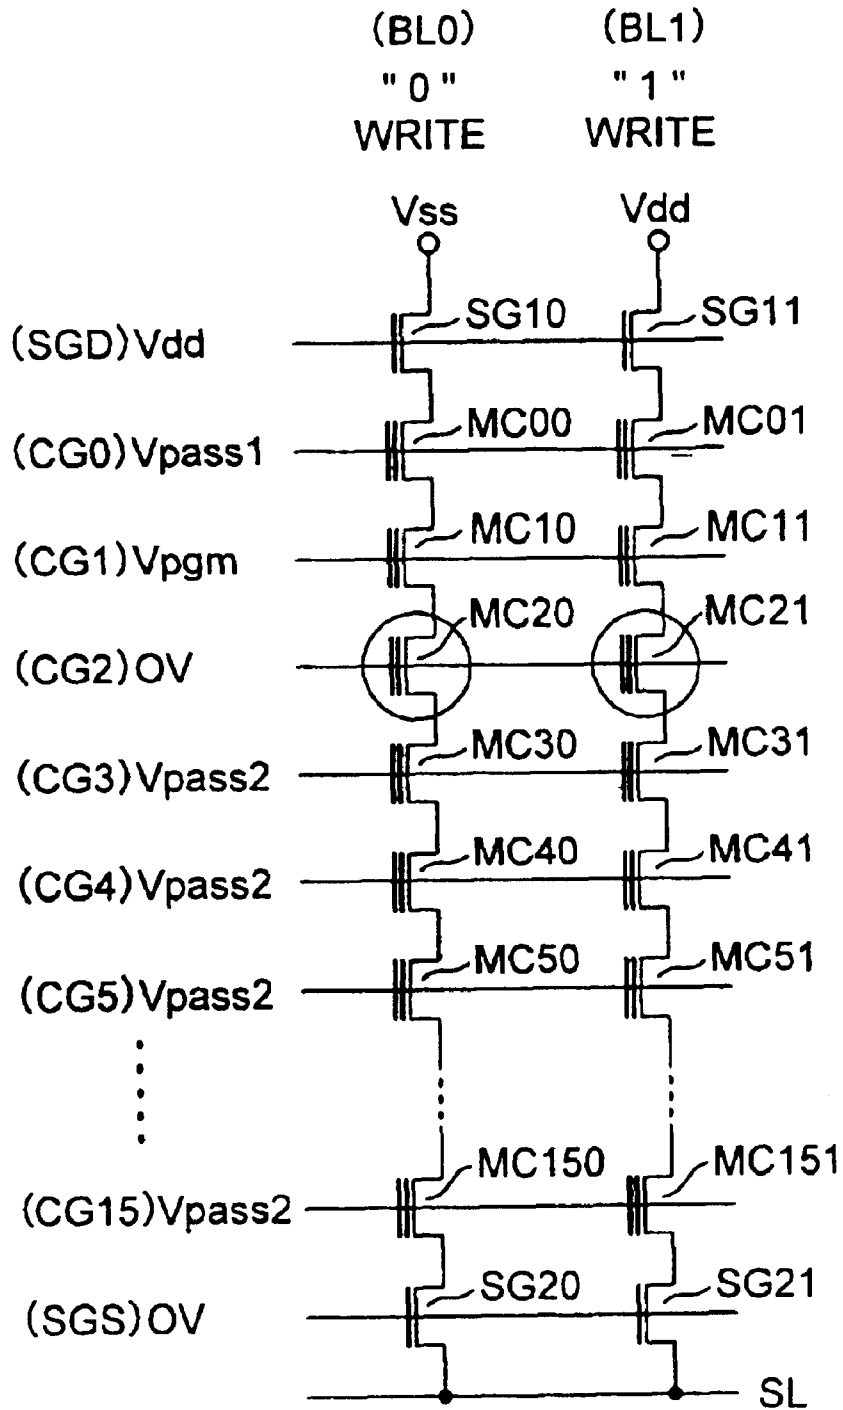 (BL0) (BL1)
"0" "1"
WRITE WRITE
Vss Vdd
SG10 SG11
(SGD)Vdd
MC00 MC01
(CG0)Vpass1
MC10 MC11
(CG1)Vpgm
MC20 MC21
(CG2)0V
MC30 MC31
(CG3)Vpass2
MC40 MC41
(CG4)Vpass2
MC50 MC51
(CG5)Vpass2
MC150 MC151
(CG15)Vpass2
SG20 SG21
(SGS)0V
SL